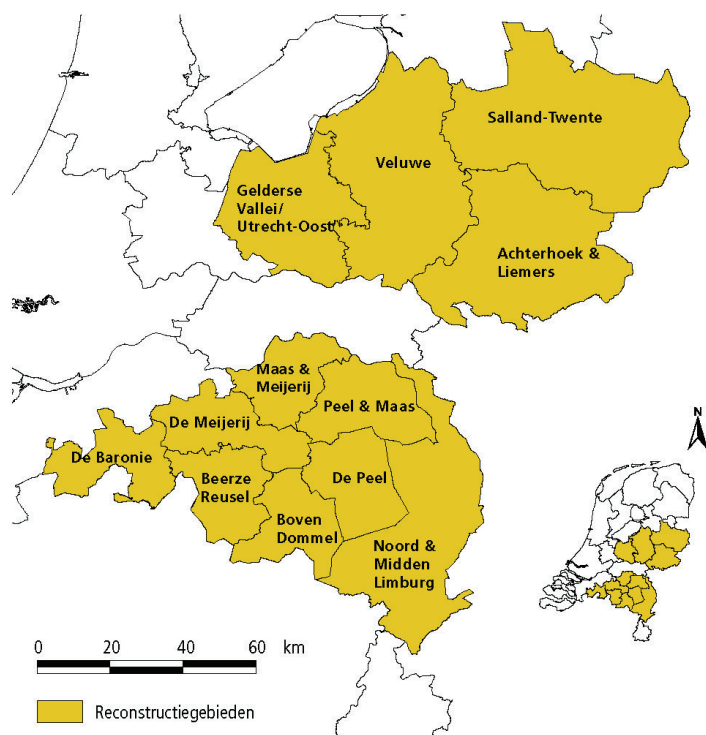 Salland-Twente
Veluwe
Gelderse
Vallei/
Utrecht-Oost
Achterhoek &
Liemers
Maas &
Meijerij
Peel & Maas
De Meijerij
De Baronie
Beerze
Reusel
De Peel
Boven
Dommel
Noord &
Midden
Limburg
N
0 20 40 60 km
Reconstructiegebieden